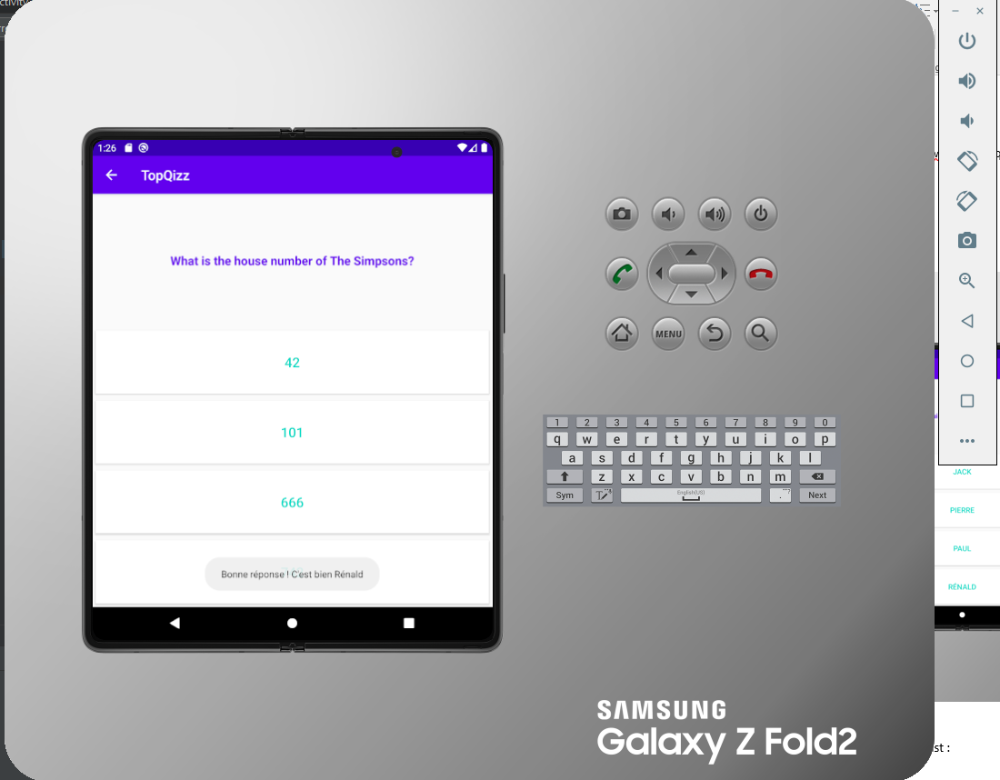 ctivity
1:26
TopQizz
What is the house number of The Simpsons?
42
101
666
Bonne réponse ! C'est bien Rénald
MENU
1 2 3 4 5 6 7 8 9 0
q w e r t y u i o p
a s d f g h j k l
z x c v b n m
Sym English(US) . Next
SAMSUNG
Galaxy Z Fold2
JACK
PIERRE
PAUL
RÉNALD
st :